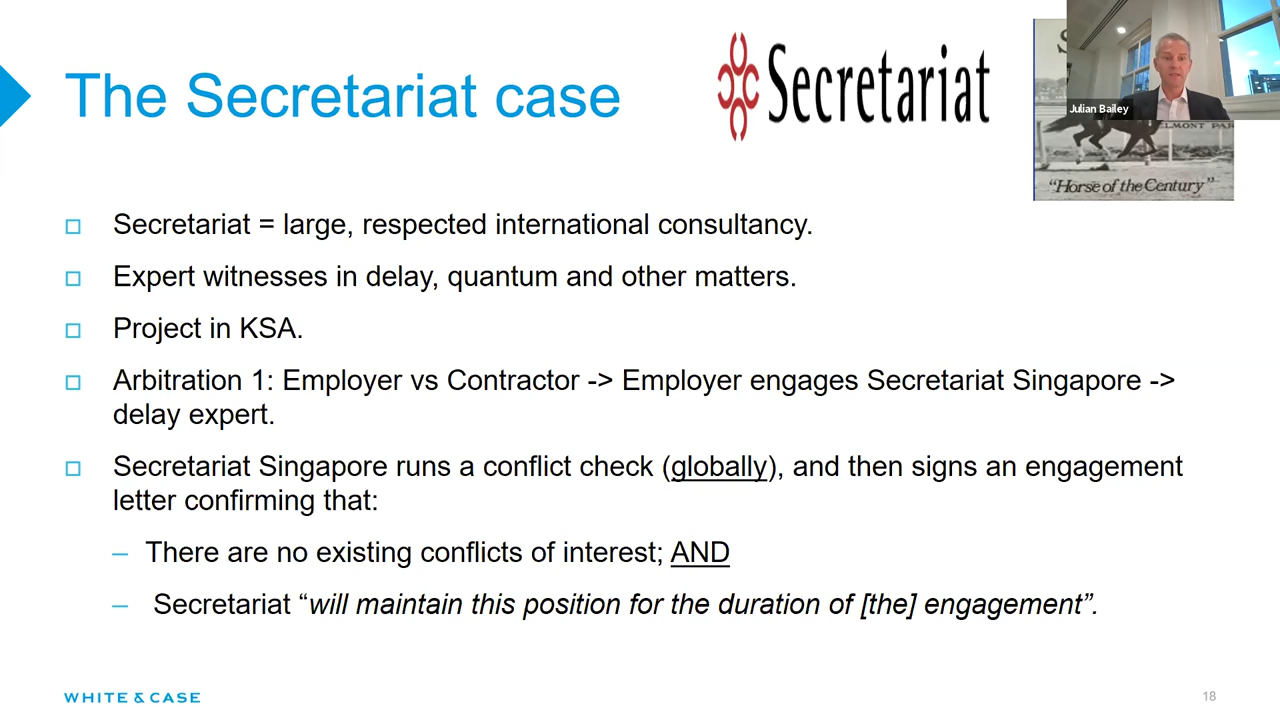 The Secretariat case
Secretariat
S
Julian Bailey
ELMONT PAR
“Horse of the Century”
Secretariat = large, respected international consultancy.
Expert witnesses in delay, quantum and other matters.
Project in KSA.
Arbitration 1: Employer vs Contractor -> Employer engages Secretariat Singapore ->
delay expert.
Secretariat Singapore runs a conflict check (globally), and then signs an engagement
letter confirming that:
– There are no existing conflicts of interest; AND
– Secretariat “will maintain this position for the duration of [the] engagement”.
WHITE & CASE
18